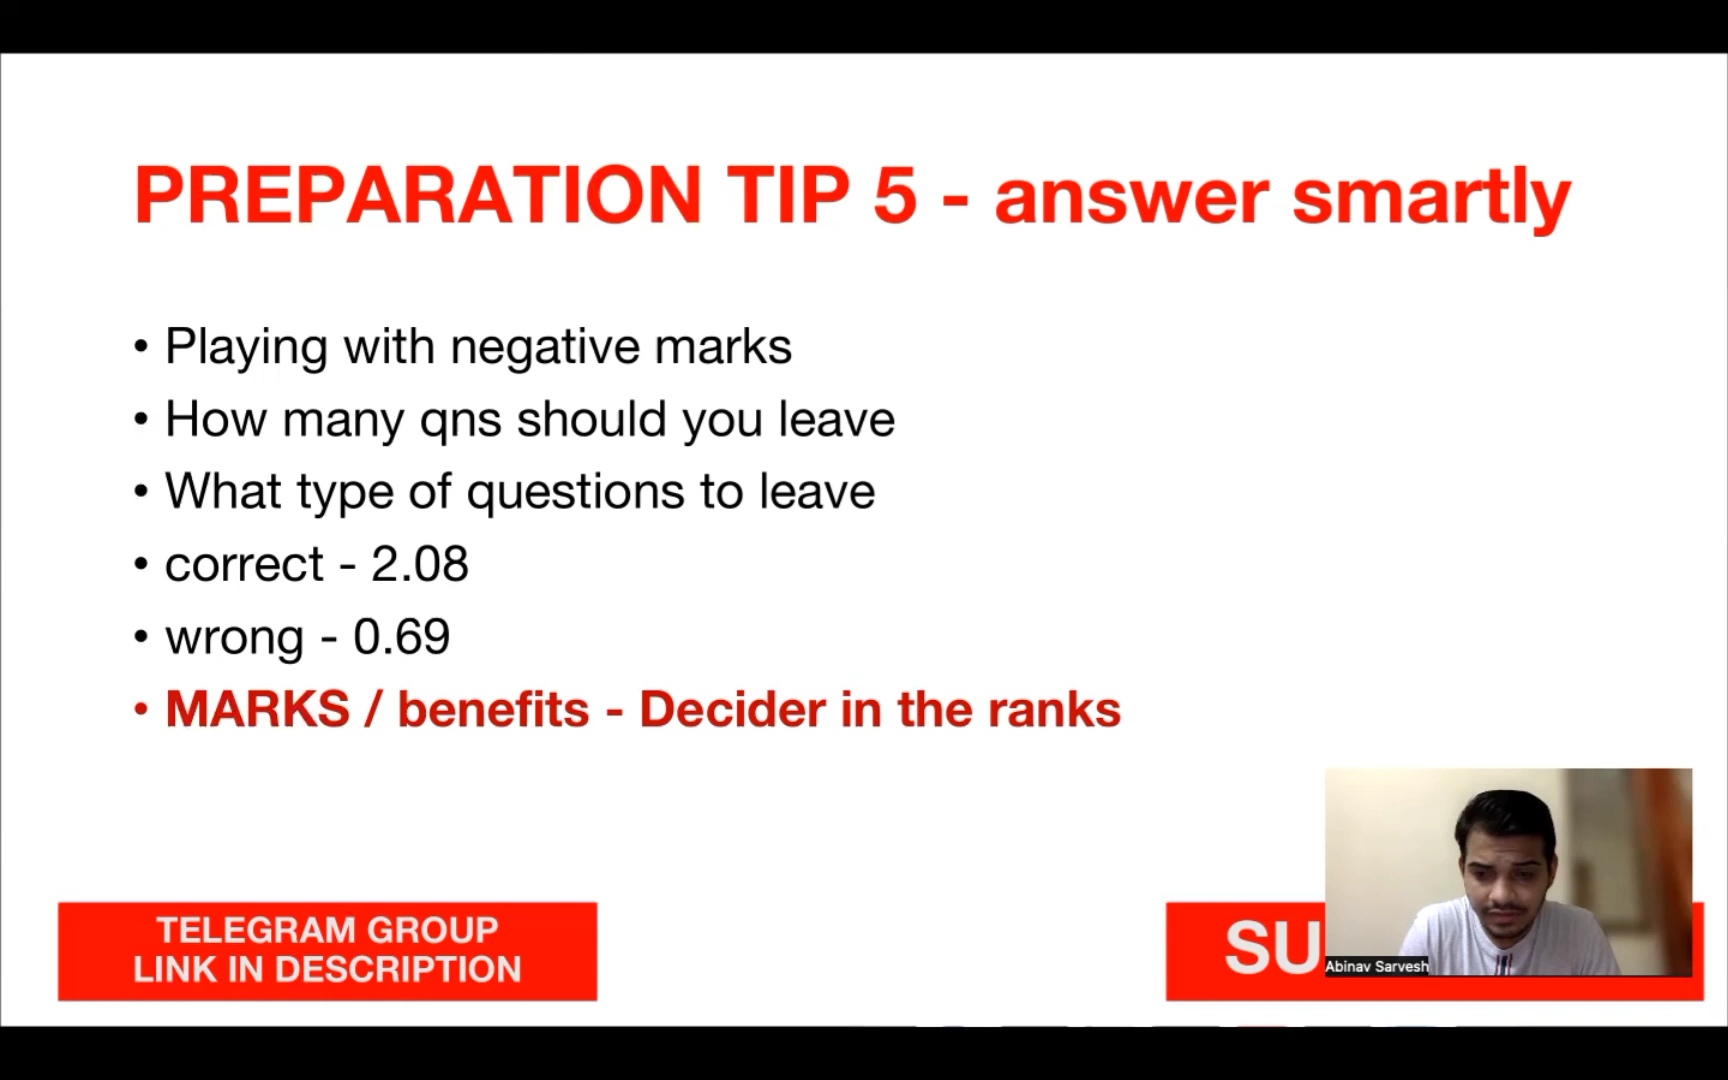 PREPARATION TIP 5 - answer smartly
• Playing with negative marks
• How many qns should you leave
• What type of questions to leave
• correct - 2.08
• wrong - 0.69
• MARKS / benefits - Decider in the ranks
TELEGRAM GROUP
LINK IN DESCRIPTION
SU
Abinav Sarvesh